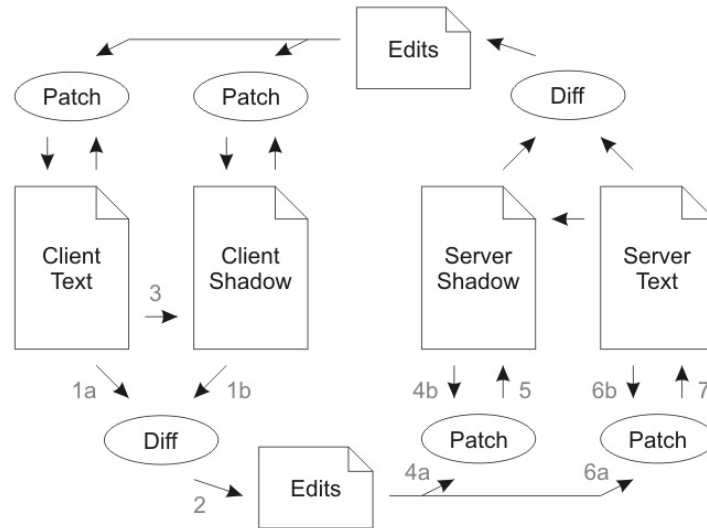 Edits
Patch
Patch
Diff
Client
Text
Client
Shadow
Server
Shadow
Server
Text
3
1a
1b
4b
5
6b
7
Diff
Patch
Patch
2
Edits
4a
6a